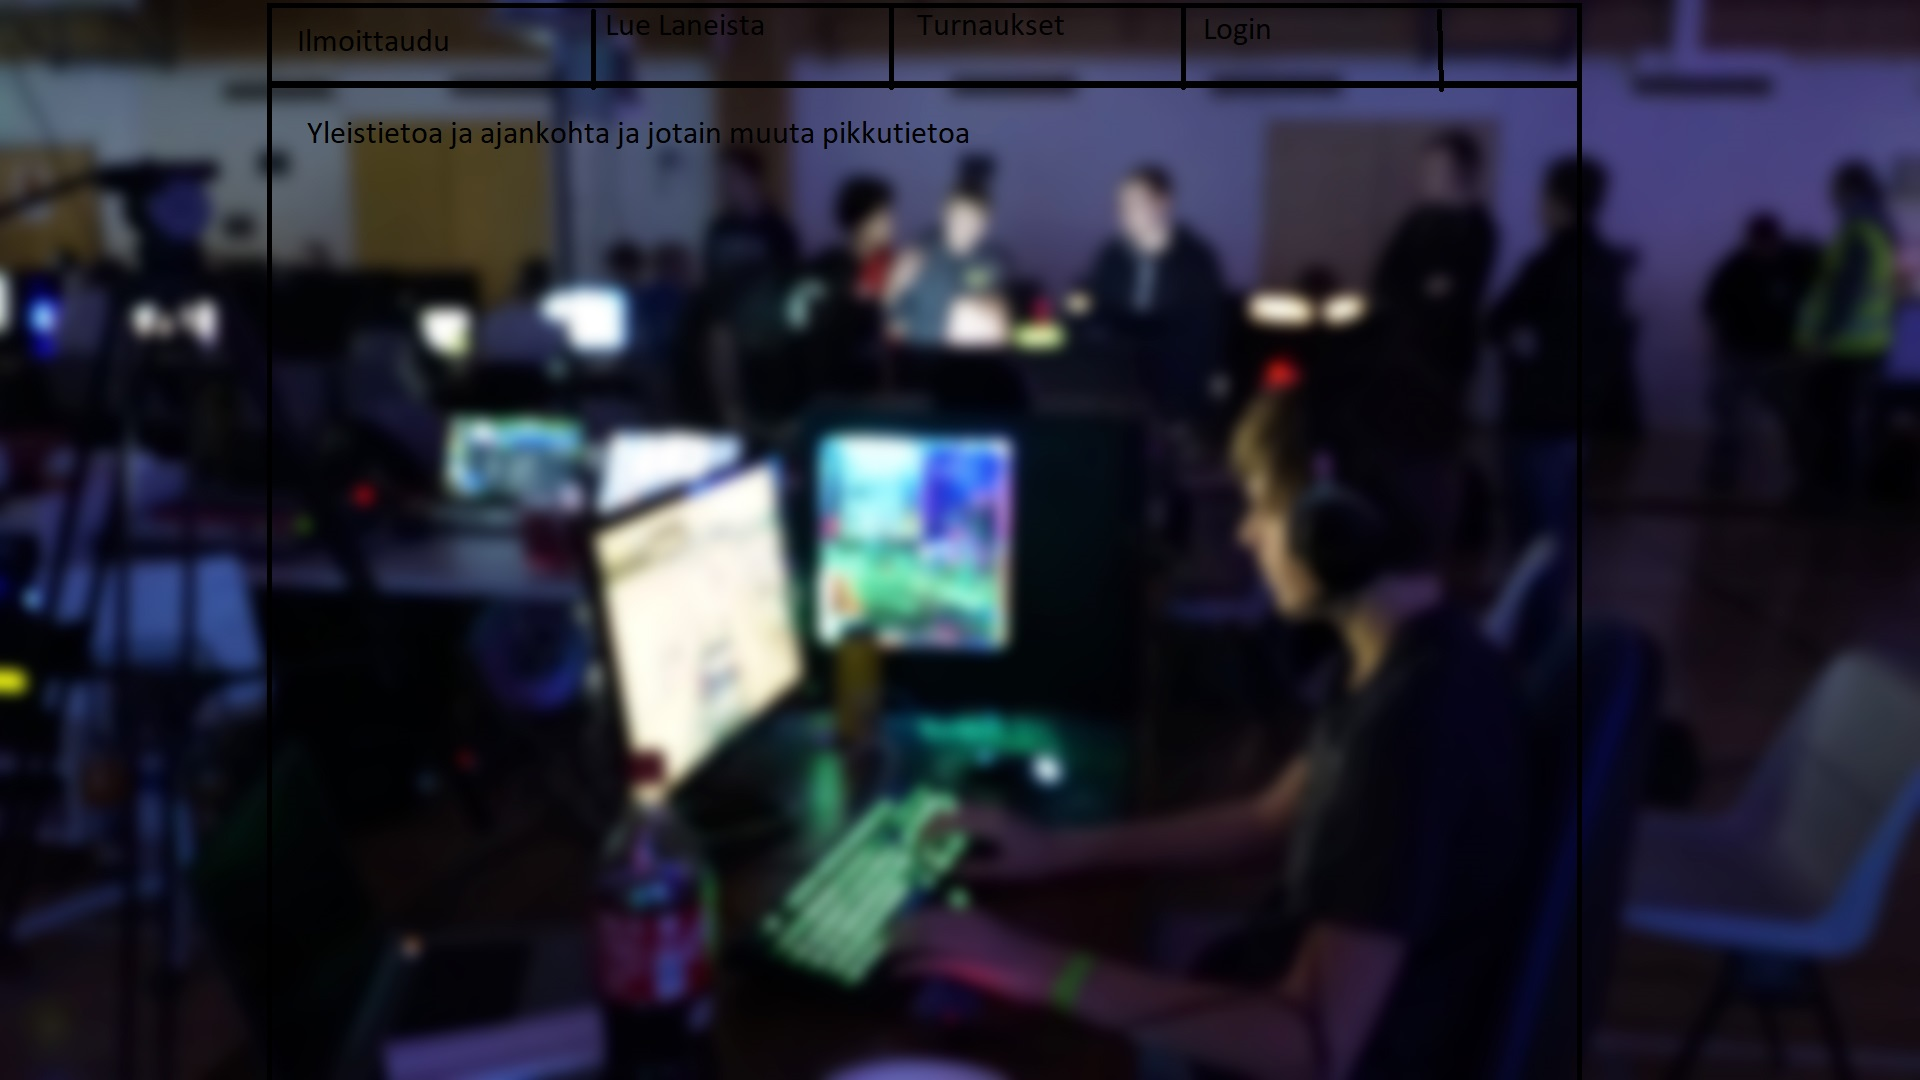 Ilmoittaudu
Lue Laneista
Turnaukset
Login
Yleistietoa ja ajankohta ja jotain muuta pikkutietoa